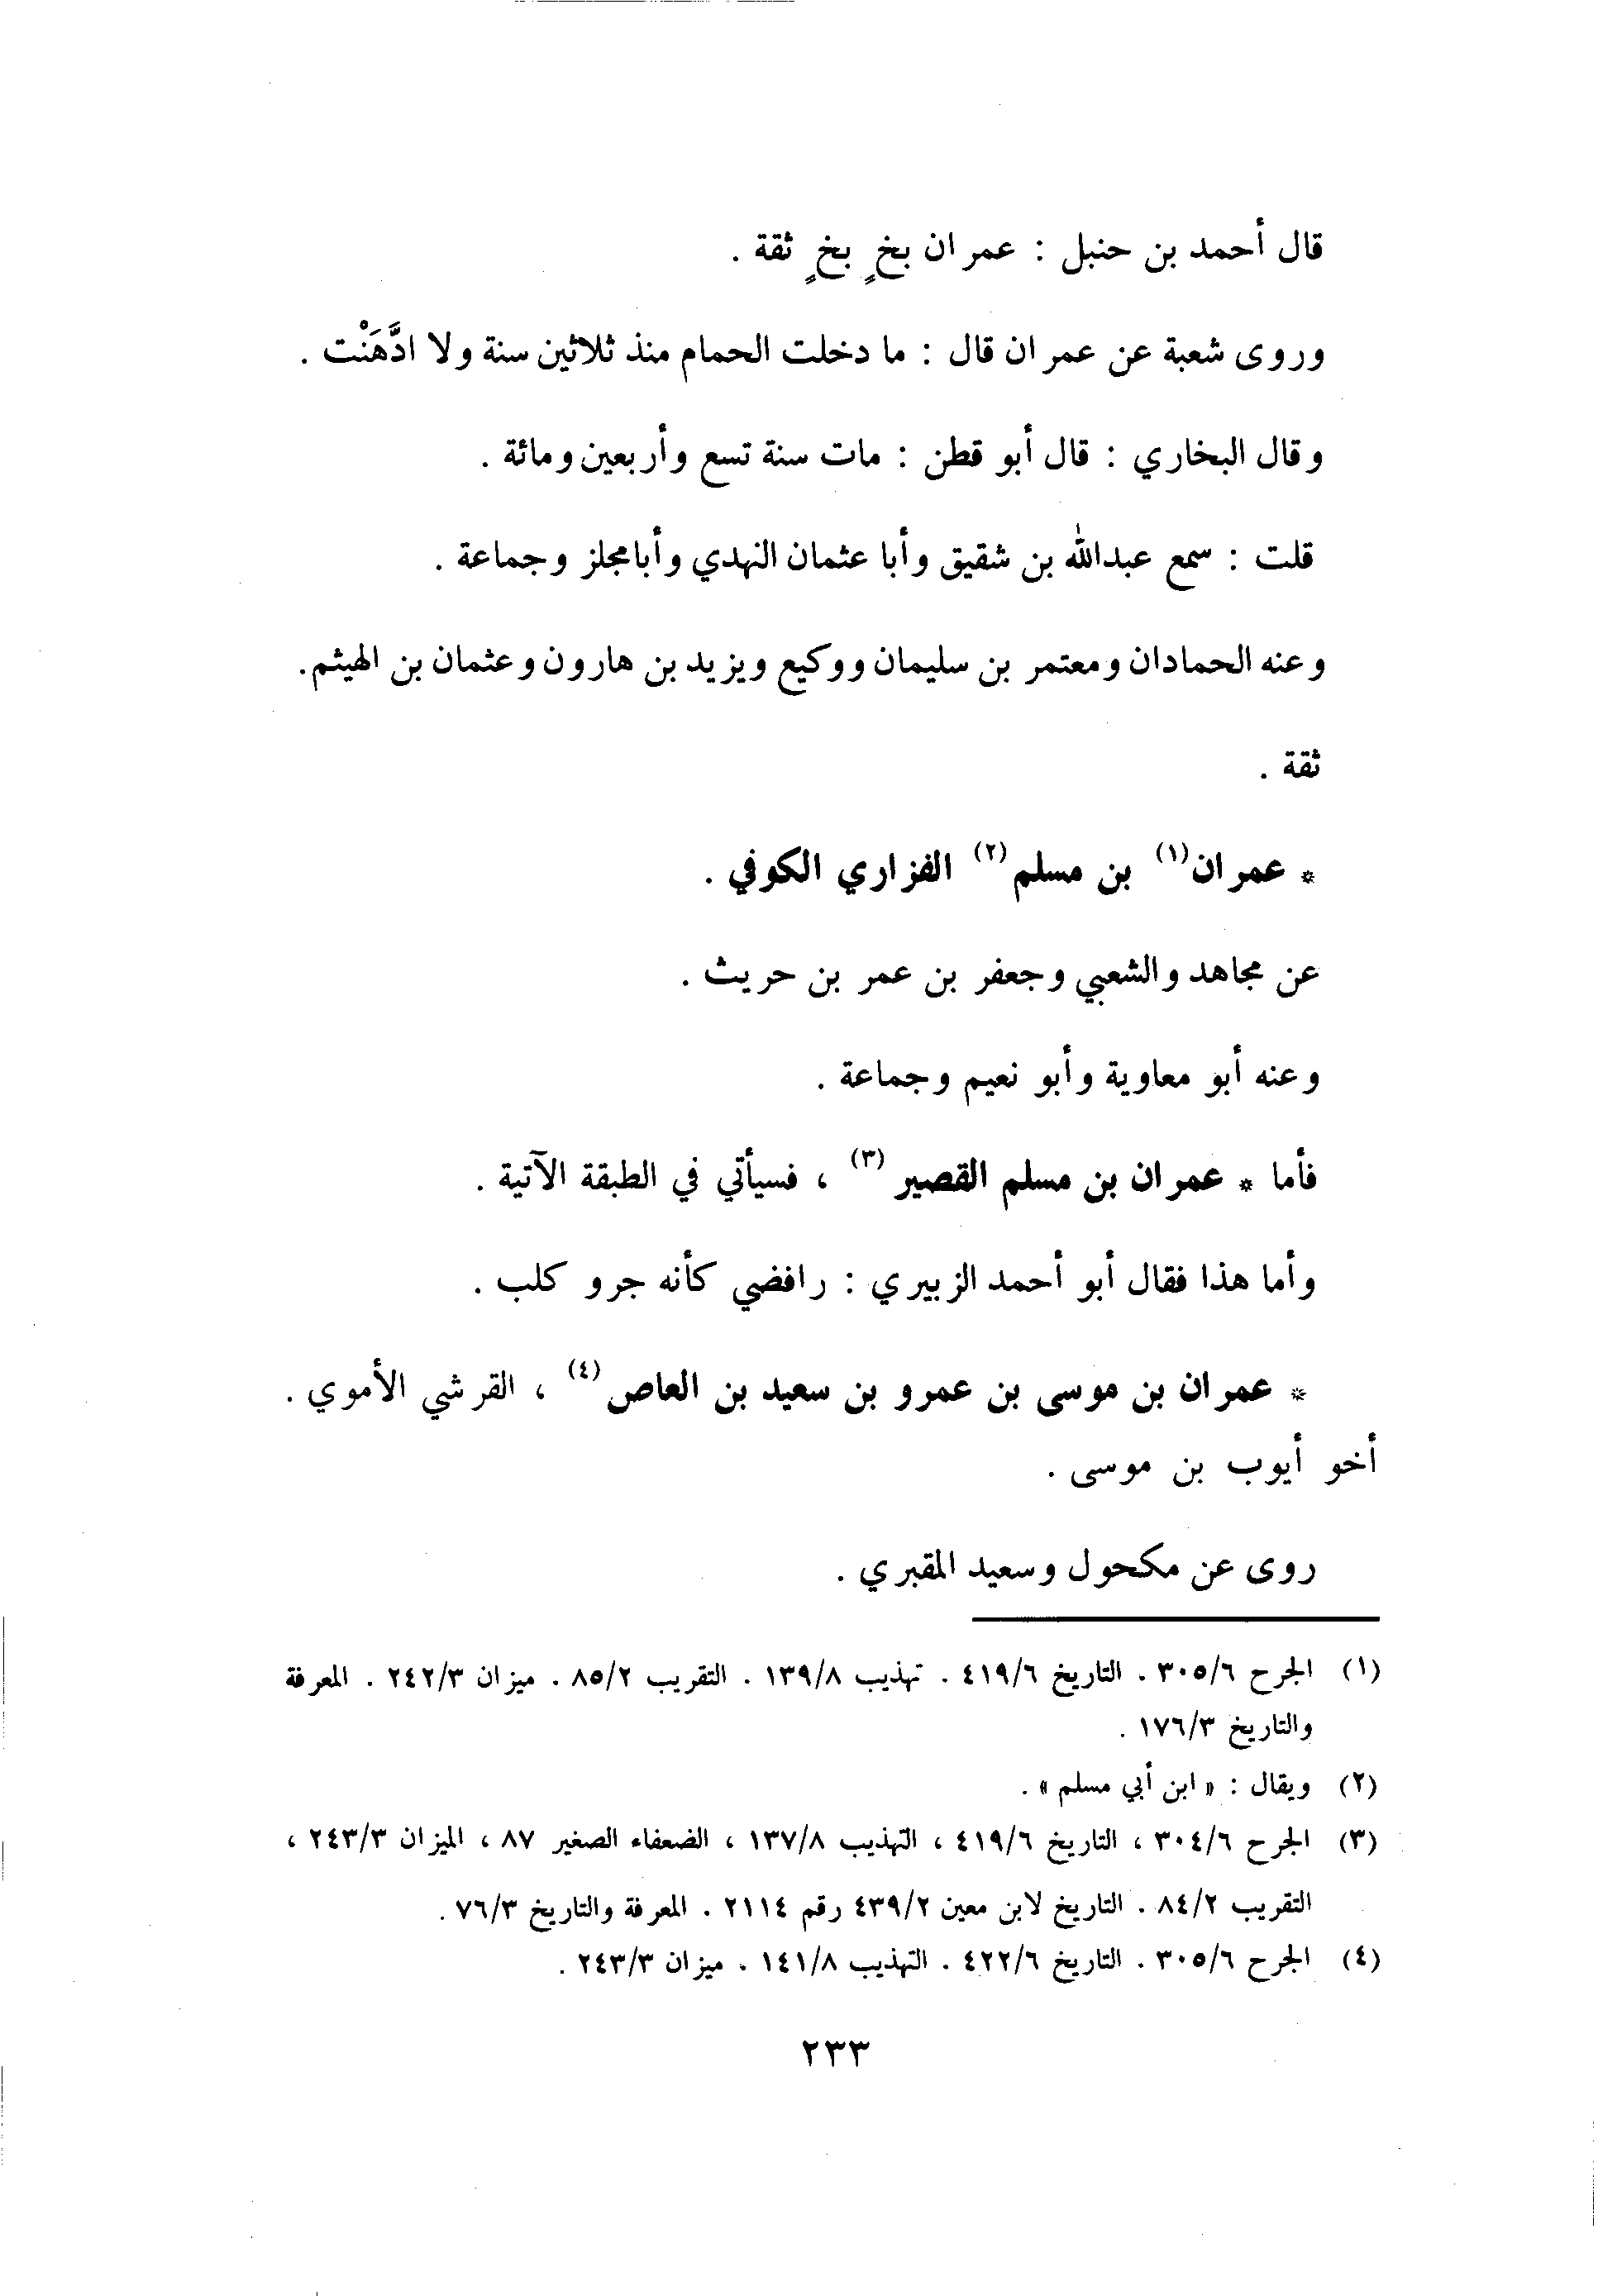 قال أحمد بن حنبل : عمران بخٍ بخٍ ثقة .
وروى شعبة عن عمران قال : ما دخلت الحمام منذ ثلاثين سنة ولا ادَّهَنْت .
وقال البخاري : قال أبو قطن : مات سنة تسع وأربعين ومائة .
قلت : سمع عبدالله بن شقيق وأبا عثمان النهدي وأبامجلز وجماعة .
وعنه الحمادان ومعتمر بن سليمان ووكيع ويزيد بن هارون وعثمان بن الهيثم.
ثقة .
* عمران(١) بن مسلم(٢) الفزاري الكوفي .
عن مجاهد والشعبي وجعفر بن عمر بن حريث .
وعنه أبو معاوية وأبو نعيم وجماعة .
فأما * عمران بن مسلم القصير(٣) ، فسيأتي في الطبقة الآتية .
وأما هذا فقال أبو أحمد الزبيري : رافضي كأنه جرو كلب .
* عمران بن موسى بن عمرو بن سعيد بن العاص(٤) ، القرشي الأموي .
أخو أيوب بن موسى .
روى عن مكحول وسعيد المقبري .
(١) الجرح ٣٠٥/٦ . التاريخ ٤١٩/٦ . تهذيب ١٣٩/٨ . التقريب ٨٥/٢ . ميزان ٢٤٢/٣ . المعرفة
والتاريخ ١٧٦/٣ .
(٢) ويقال : « ابن أبي مسلم » .
(٣) الجرح ٣٠٤/٦ ، التاريخ ٤١٩/٦ ، التهذيب ١٣٧/٨ ، الضعفاء الصغير ٨٧ ، الميزان ٢٤٣/٣ ،
التقريب ٨٤/٢ . التاريخ لابن معين ٤٣٩/٢ رقم ٢١١٤ . المعرفة والتاريخ ٧٦/٣ .
(٤) الجرح ٣٠٥/٦ . التاريخ ٤٢٢/٦ . التهذيب ١٤١/٨ . ميزان ٢٤٣/٣ .
٢٣٣